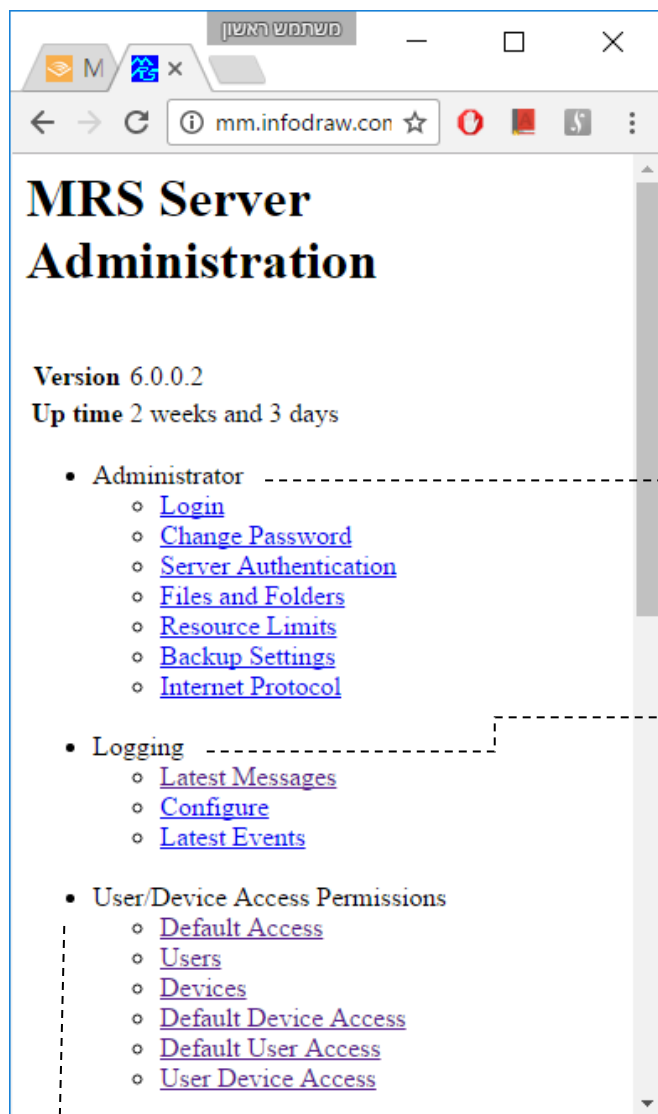 משתמש ראשון
M
mm.infodraw.con
MRS Server
Administration
Version 6.0.0.2
Up time 2 weeks and 3 days
Administrator
Login
Change Password
Server Authentication
Files and Folders
Resource Limits
Backup Settings
Internet Protocol
Logging
Latest Messages
Configure
Latest Events
User/Device Access Permissions
Default Access
Users
Devices
Default Device Access
Default User Access
User Device Access